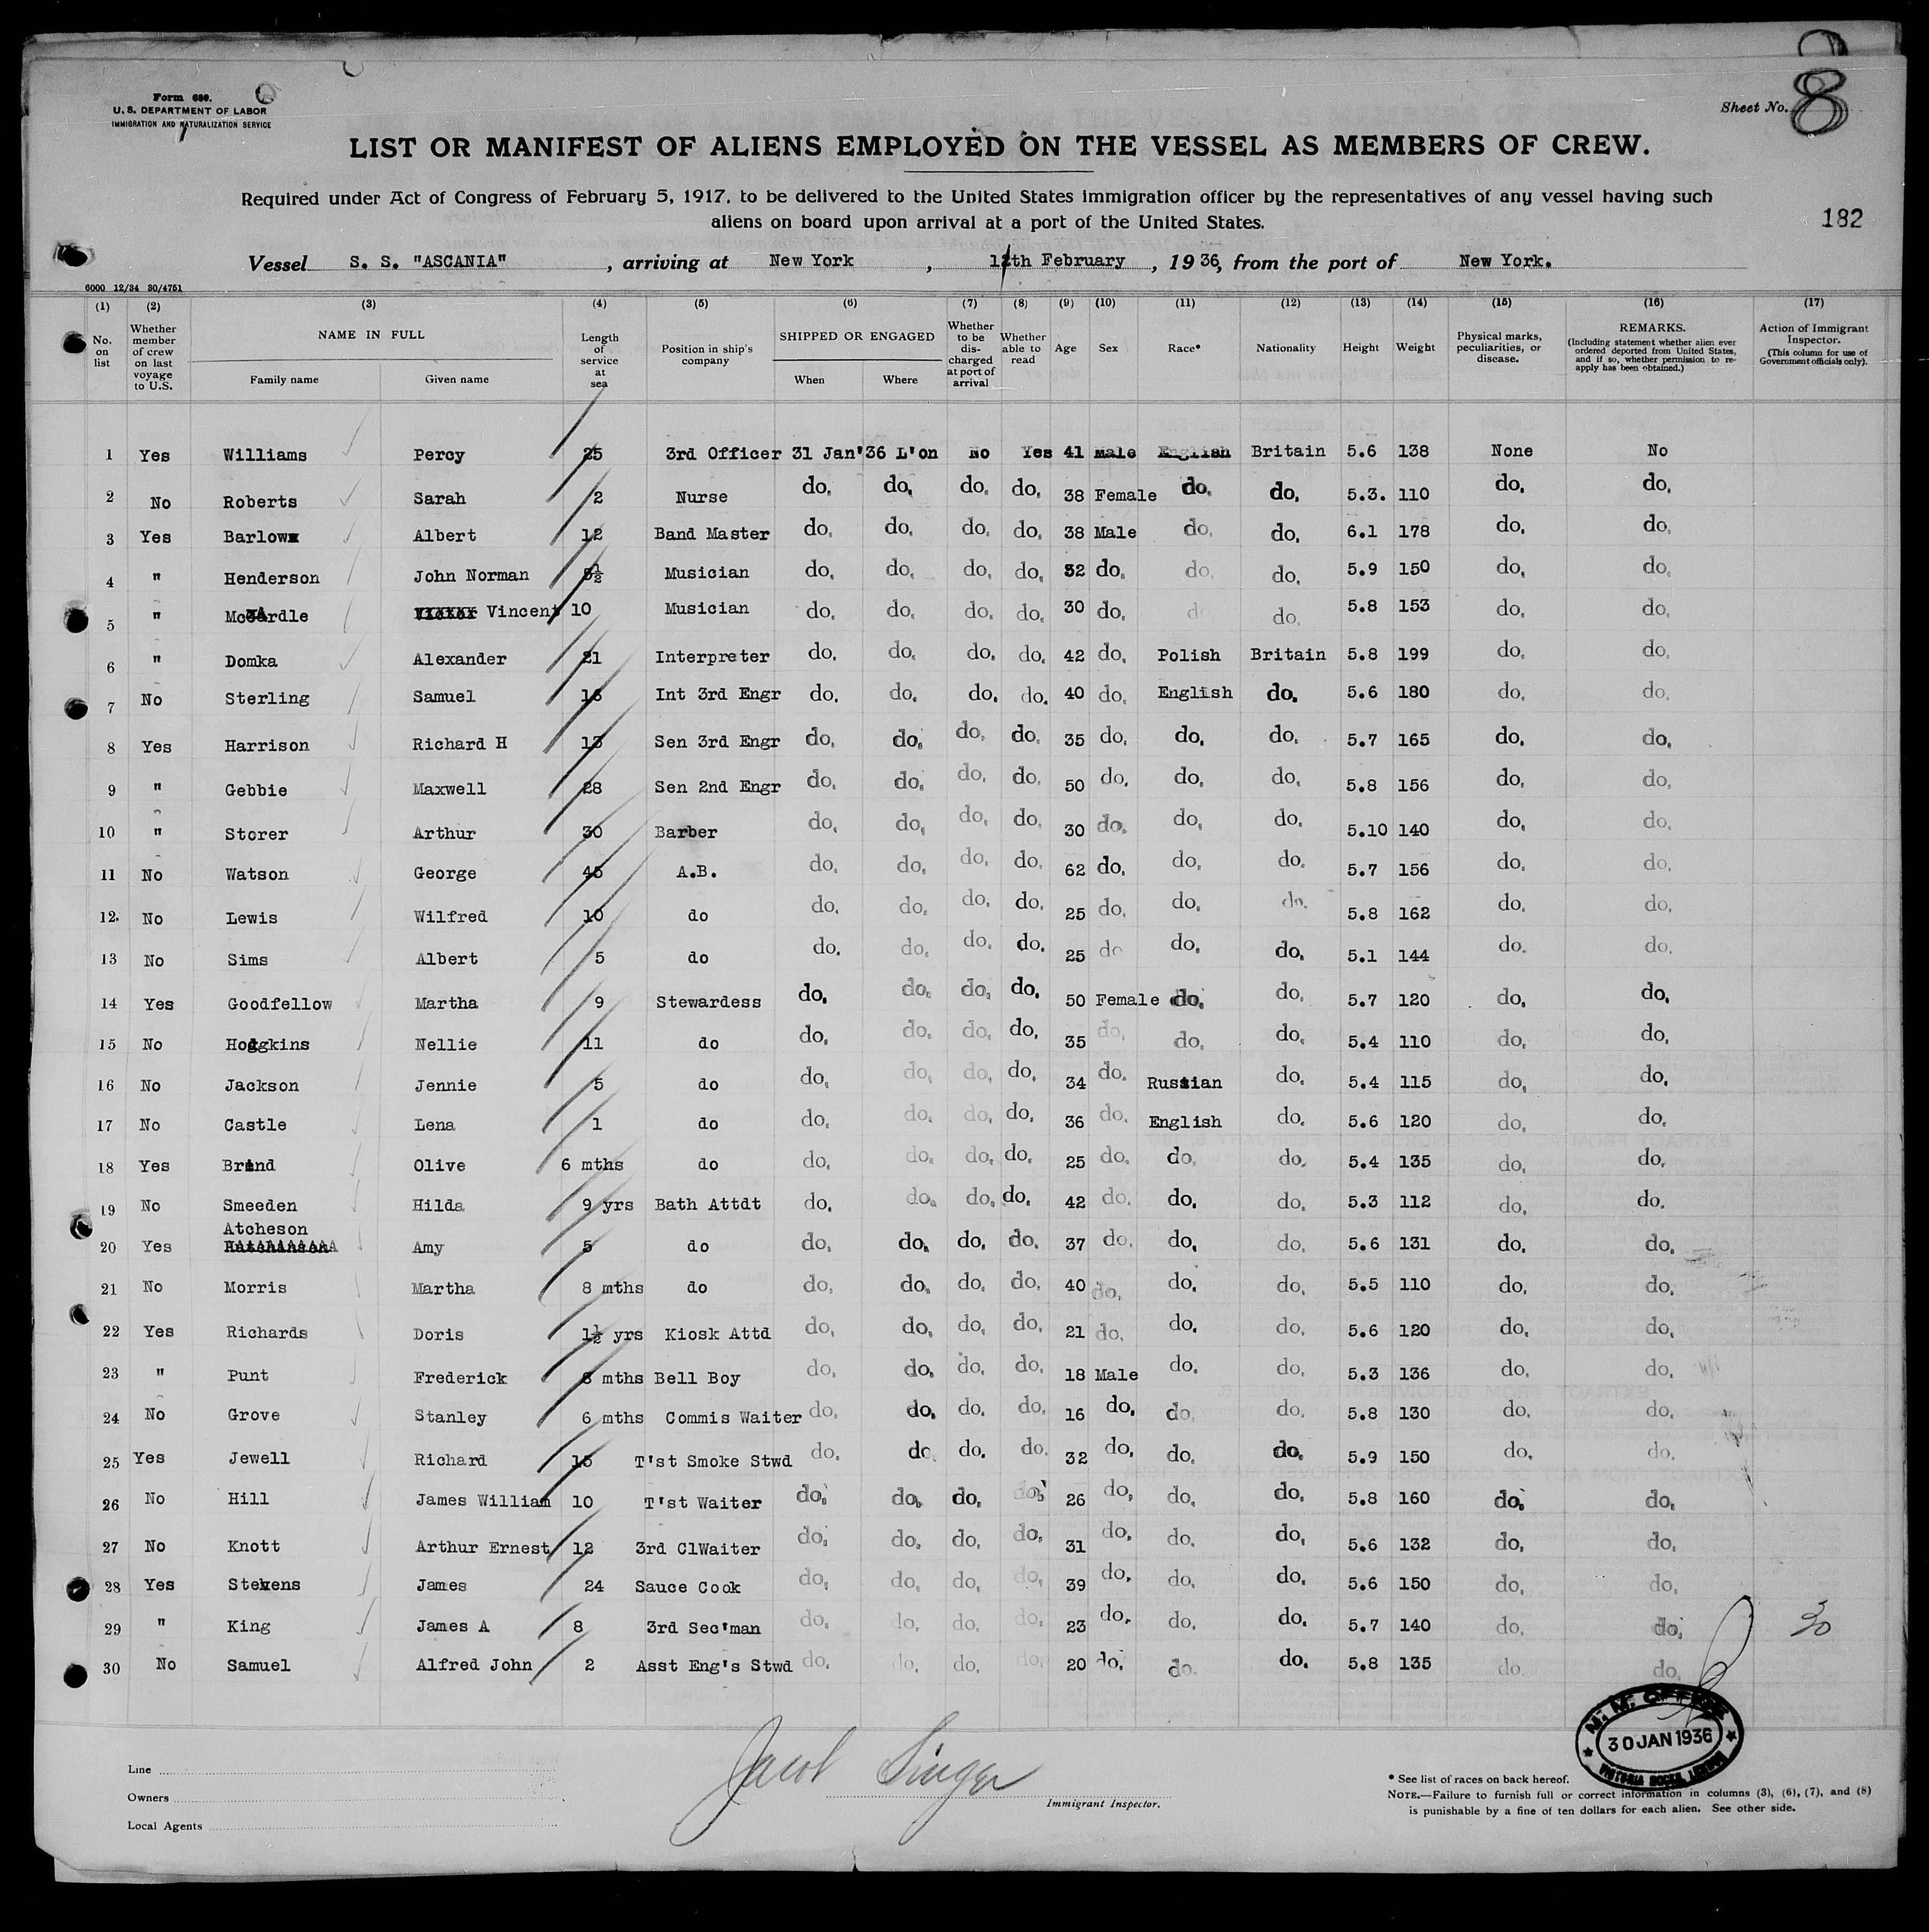 Form 689.
U. S. DEPARTMENT OF LABOR
IMMIGRATION AND NATURALIZATION SERVICE
Sheet No. 8
LIST OR MANIFEST OF ALIENS EMPLOYED ON THE VESSEL AS MEMBERS OF CREW.
Required under Act of Congress of February 5, 1917, to be delivered to the United States immigration officer by the representatives of any vessel having such
aliens on board upon arrival at a port of the United States.
182
Vessel S. S. "ASCANIA", arriving at New York, 12th February, 1936, from the port of New York.
6000 12/34 30/4751
(1) (2) (3) (4) (5) (6) (7) (8) (9) (10) (11) (12) (13) (14) (15) (16) (17)
No. on list
Whether member of crew on last voyage to U.S.
NAME IN FULL
Family name Given name
Length of service at sea
Position in ship's company
SHIPPED OR ENGAGED
When Where
Whether to be discharged at port of arrival
Whether able to read
Age Sex Race* Nationality Height Weight
Physical marks, peculiarities, or disease.
REMARKS.
(Including statement whether alien ever ordered deported from United States, and if so, whether permission to re-apply has been obtained.)
Action of Immigrant Inspector.
(This column for use of Government officials only).
1 Yes Williams Percy 25 3rd Officer 31 Jan'36 L'on No Yes 41 Male English Britain 5.6 138 None No
2 No Roberts Sarah 2 Nurse do. do. do. do. 38 Female do. do. 5.3. 110 do. do.
3 Yes Barlow Albert 12 Band Master do. do. do. do. 38 Male do. do. 6.1 178 do. do.
4 " Henderson John Norman ½ Musician do. do. do. do. 32 do. do. do. 5.9 150 do. do.
5 " McArdle Vincent 10 Musician do. do. do. do. 30 do. do. do. 5.8 153 do. do.
6 " Domka Alexander 21 Interpreter do. do. do. do. 42 do. Polish Britain 5.8 199 do. do.
7 No Sterling Samuel 16 Int 3rd Engr do. do. do. do. 40 do. English do. 5.6 180 do. do.
8 Yes Harrison Richard H 13 Sen 3rd Engr do. do. do. do. 35 do. do. do. 5.7 165 do. do.
9 " Gebbie Maxwell 28 Sen 2nd Engr do. do. do. do. 50 do. do. do. 5.8 156 do. do.
10 " Storer Arthur 30 Barber do. do. do. do. 30 do. do. do. 5.10 140 do. do.
11 No Watson George 45 A.B. do. do. do. do. 62 do. do. do. 5.7 156 do. do.
12. No Lewis Wilfred 10 do do. do. do. do. 25 do. do. do. 5.8 162 do. do.
13 No Sims Albert 5 do do. do. do. do. 25 do do. do. 5.1 144 do. do.
14 Yes Goodfellow Martha 9 Stewardess do. do. do. do. 50 Female do. do. 5.7 120 do. do.
15 No Hodgkins Nellie 11 do do. do. do. do. 35 do. do. do. 5.4 110 do. do.
16 No Jackson Jennie 5 do do. do. do. do. 34 do. Russian do. 5.4 115 do. do.
17 No Castle Lena 1 do do. do. do. do. 36 do. English do. 5.6 120 do. do.
18 Yes Brind Olive 6 mths do do. do. do. do. 25 do. do. do. 5.4 135 do. do.
19 No Smeeden Hilda 9 yrs Bath Attdt do. do. do. do. 42 do. do. do. 5.3 112 do. do.
20 Yes Atcheson Amy 5 do do. do. do. do. 37 do. do. do. 5.6 131 do. do.
21 No Morris Martha 8 mths do do. do. do. do. 40 do. do. do. 5.5 110 do. do.
22 Yes Richards Doris 1½ yrs Kiosk Attd do. do. do. do. 21 do. do. do. 5.6 120 do. do.
23 " Punt Frederick 8 mths Bell Boy do. do. do. do. 18 Male do. do. 5.3 136 do. do.
24 No Grove Stanley 6 mths Commis Waiter do. do. do. do. 16 do. do. do. 5.8 130 do. do.
25 Yes Jewell Richard 15 T'st Smoke Stwd do. do. do. do. 32 do. do. do. 5.9 150 do. do.
26 No Hill James William 10 T'st Waiter do. do. do. do. 26 do. do. do. 5.8 160 do. do.
27 No Knott Arthur Ernest 12 3rd ClWaiter do. do. do. do. 31 do. do. do. 5.6 132 do. do.
28 Yes Stevens James 24 Sauce Cook do. do. do. do. 39 do. do. do. 5.6 150 do. do.
29 " King James A 8 3rd Sec'man do. do. do. do. 23 do. do. do. 5.7 140 do. do. 30
30 No Samuel Alfred John 2 Asst Eng's Stwd do. do. do. do. 20 do. do. do. 5.8 135 do. do.
M. M. OFFICE
30 JAN 1936
VICTORIA DOCKS, LONDON
Line
Owners
Local Agents
Jacob Singer
Immigrant Inspector.
* See list of races on back hereof.
NOTE.—Failure to furnish full or correct information in columns (3), (6), (7), and (8)
is punishable by a fine of ten dollars for each alien. See other side.